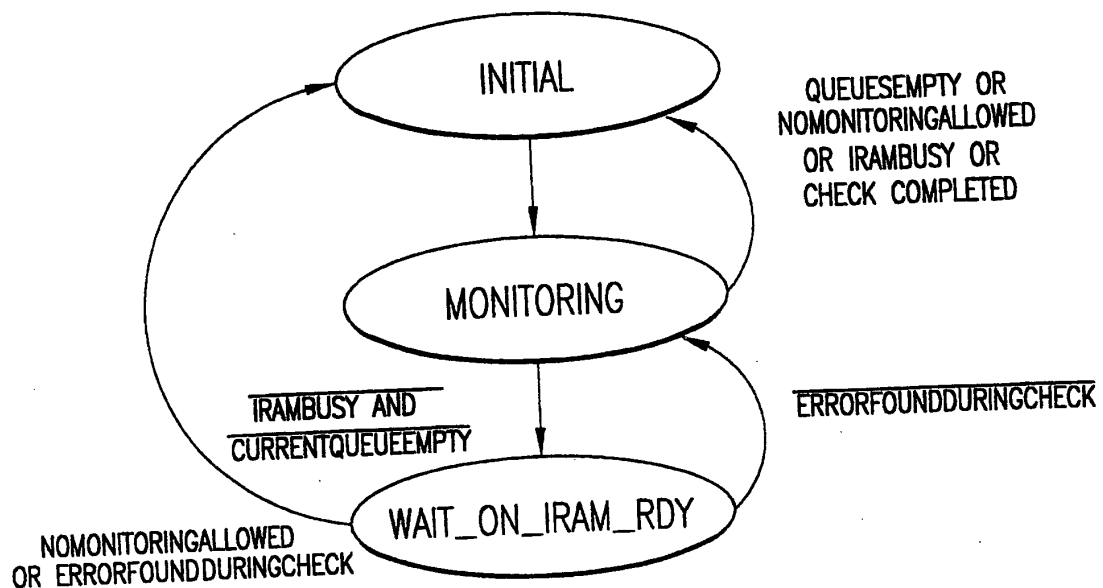 INITIAL
QUEUESEMPTY OR
NOMONITORINGALLOWED
OR IRAMBUSY OR
CHECK COMPLETED
MONITORING
IRAMBUSY AND
CURRENTQUEUEEMPTY
ERRORFOUNDDURINGCHECK
WAIT_ON_IRAM_RDY
NOMONITORINGALLOWED
OR ERRORFOUNDDURINGCHECK